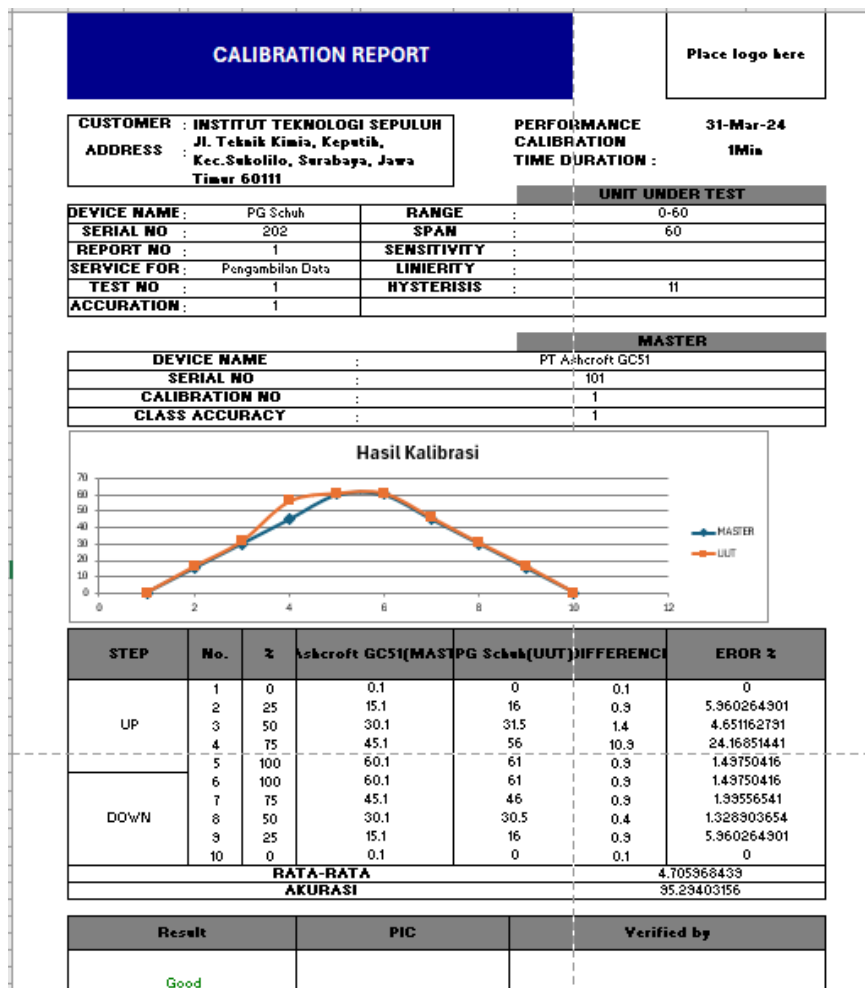 CALIBRATION REPORT
Place logo here
CUSTOMER : INSTITUT TEKNOLOGI SEPULUH
ADDRESS : Jl. Teknik Kimia, Keputih,
Kec.Sukolilo, Surabaya, Jawa
Timur 60111
PERFORMANCE 31-Mar-24
CALIBRATION
TIME DURATION : 1Min
UNIT UNDER TEST
DEVICE NAME : PG Schuh RANGE : 0-60
SERIAL NO : 202 SPAN : 60
REPORT NO : 1 SENSITIVITY :
SERVICE FOR : Pengambilan Data LINIERITY :
TEST NO : 1 HYSTERISIS : 11
ACCURATION : 1
MASTER
DEVICE NAME : PT Ashcroft GC51
SERIAL NO : 101
CALIBRATION NO : 1
CLASS ACCURACY : 1
Hasil Kalibrasi
70
60
50
40
30
20
10
0
0 2 4 6 8 10 12
MASTER
UUT
STEP No. % Ashcroft GC51(MAST PG Schuh(UUT) DIFFERENCE EROR %
1 0 0.1 0 0.1 0
2 25 15.1 16 0.9 5.960264901
UP 3 50 30.1 31.5 1.4 4.651162791
4 75 45.1 56 10.9 24.16851441
5 100 60.1 61 0.9 1.49750416
6 100 60.1 61 0.9 1.49750416
7 75 45.1 46 0.9 1.99556541
DOWN 8 50 30.1 30.5 0.4 1.328903654
9 25 15.1 16 0.9 5.960264901
10 0 0.1 0 0.1 0
RATA-RATA 4.705968439
AKURASI 95.29403156
Result PIC Verified by
Good